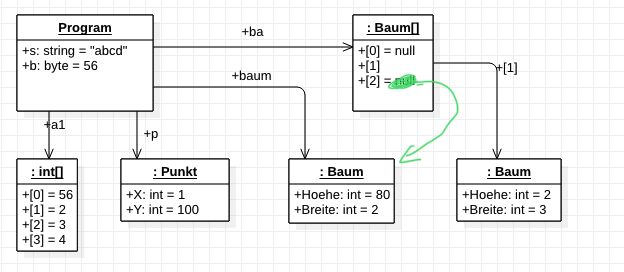 Program
+s: string = "abcd"
+b: byte = 56
+ba
: Baum[]
+[0] = null
+[1]
+[2] = null
+baum
+[1]
+a1
+p
: int[]
+[0] = 56
+[1] = 2
+[2] = 3
+[3] = 4
: Punkt
+X: int = 1
+Y: int = 100
: Baum
+Hoehe: int = 80
+Breite: int = 2
: Baum
+Hoehe: int = 2
+Breite: int = 3